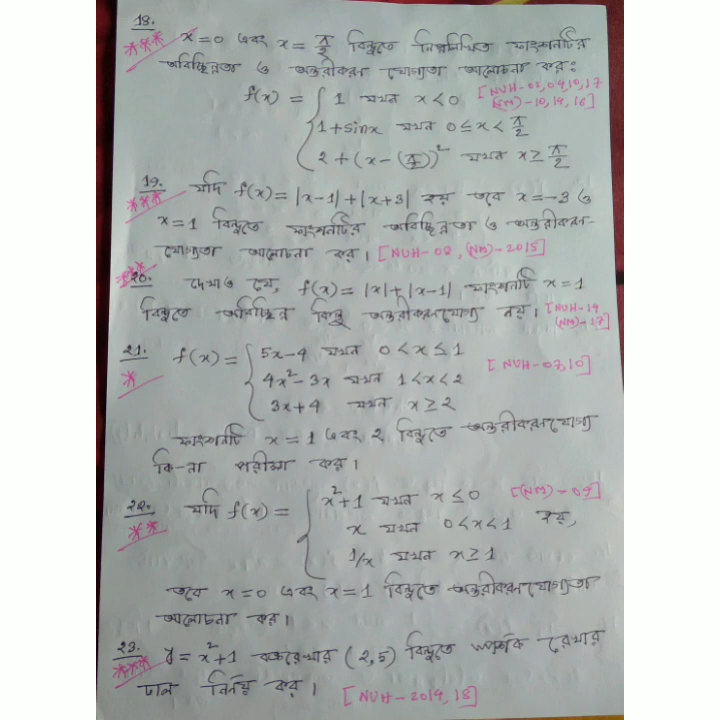 18.
*** x=0 এবং x = π/2 বিন্দুতে নিম্নলিখিত ফাংশনটির
অবিচ্ছিন্নতা ও অন্তরীকরণ যোগ্যতা আলোচনা কর:
f(x) = { 1 যখন x<0 [NUH-02,04,10,17
(NM)-10,14,16]
1+sinx যখন 0≤x<π/2
2+(x-(π/2))² যখন x≥π/2
19. *** যদি f(x)=|x-1|+|x+3| হয় তবে x=-3 ও
x=1 বিন্দুতে ফাংশনটির অবিচ্ছিন্নতা ও অন্তরীকরণ-
যোগ্যতা আলোচনা কর। [NUH-08, (NM)-2015]
*** 20. দেখাও যে, f(x)=|x|+|x-1| ফাংশনটি x=1
বিন্দুতে অবিচ্ছিন্ন কিন্তু অন্তরীকরণযোগ্য নয়। [NUH-14
(NM)-17]
21. * f(x)= { 5x-4 যখন 0<x≤1
4x²-3x যখন 1<x<2 [NUH-07,10]
3x+4 যখন x≥2
ফাংশনটি x=1 এবং 2 বিন্দুতে অন্তরীকরণযোগ্য
কি-না পরীক্ষা কর।
22. ** যদি f(x)= { x²+1 যখন x≤0 [(NM)-09]
x যখন 0<x<1 হয়,
1/x যখন x≥1
তবে x=0 এবং x=1 বিন্দুতে অন্তরীকরণযোগ্যতা
আলোচনা কর।
23. *** y=x²+1 বক্ররেখার (2,5) বিন্দুতে স্পর্শক রেখার
ঢাল নির্ণয় কর। [NUH-2014,18]